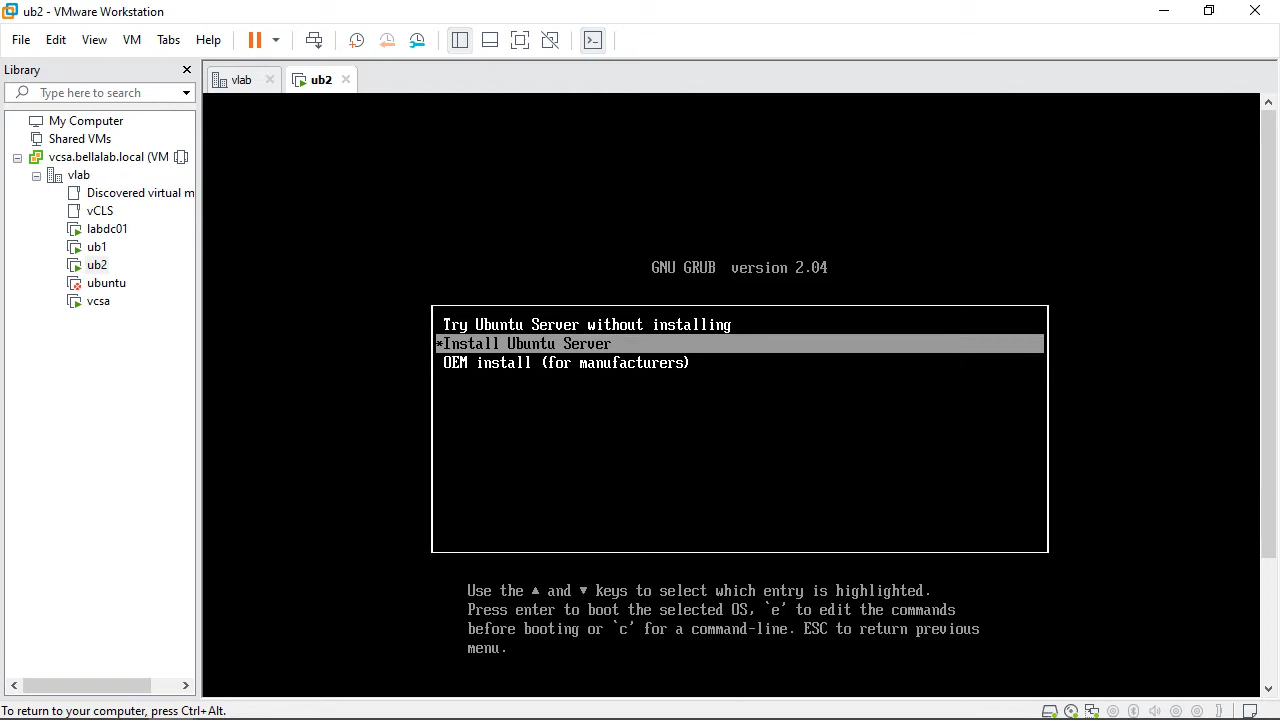 ub2 - VMware Workstation
File Edit View VM Tabs Help
Library
vlab
ub2
Type here to search
My Computer
Shared VMs
vcsa.bellalab.local (VM
vlab
Discovered virtual m
vCLS
labdc01
ub1
ub2
ubuntu
vcsa
GNU GRUB version 2.04
Try Ubuntu Server without installing
*Install Ubuntu Server
OEM install (for manufacturers)
Use the ▲ and ▼ keys to select which entry is highlighted.
Press enter to boot the selected OS, `e' to edit the commands
before booting or `c' for a command-line. ESC to return previous
menu.
To return to your computer, press Ctrl+Alt.